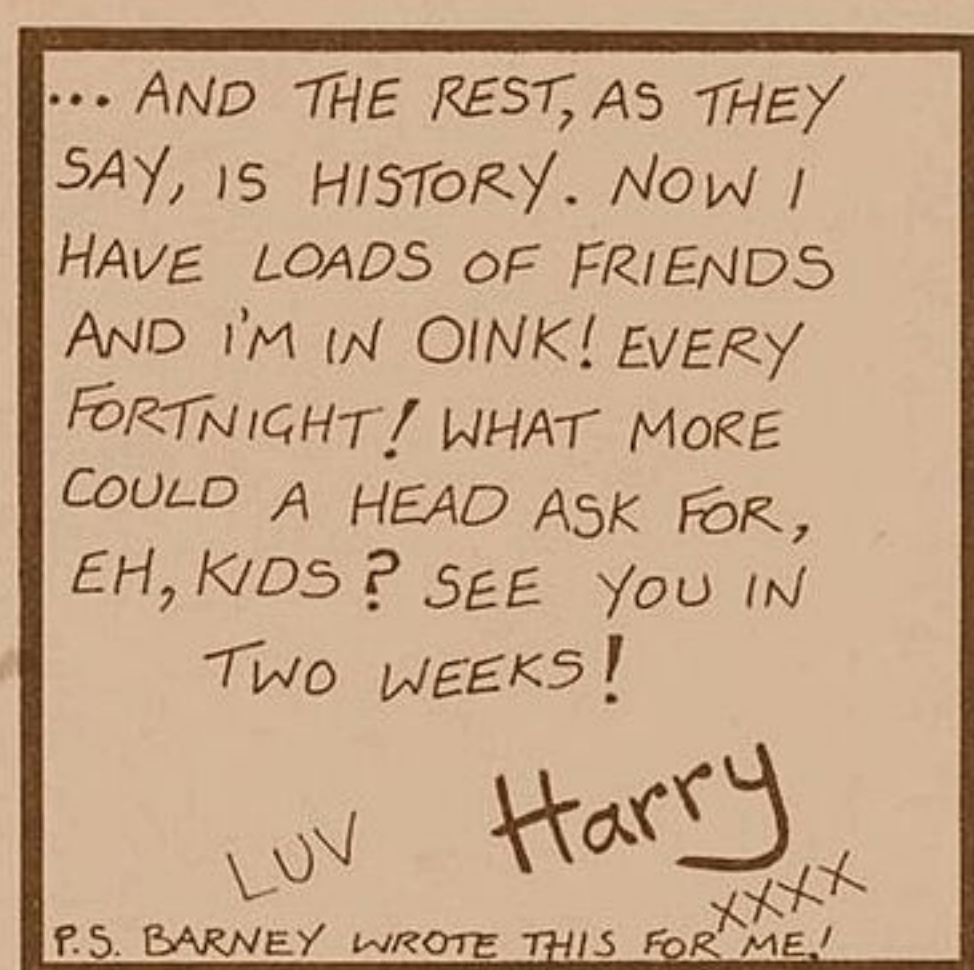 ... AND THE REST, AS THEY
SAY, IS HISTORY. NOW I
HAVE LOADS OF FRIENDS
AND I'M IN OINK! EVERY
FORTNIGHT! WHAT MORE
COULD A HEAD ASK FOR,
EH, KIDS? SEE YOU IN
TWO WEEKS!
LUV Harry
XXXX
P.S. BARNEY WROTE THIS FOR ME!